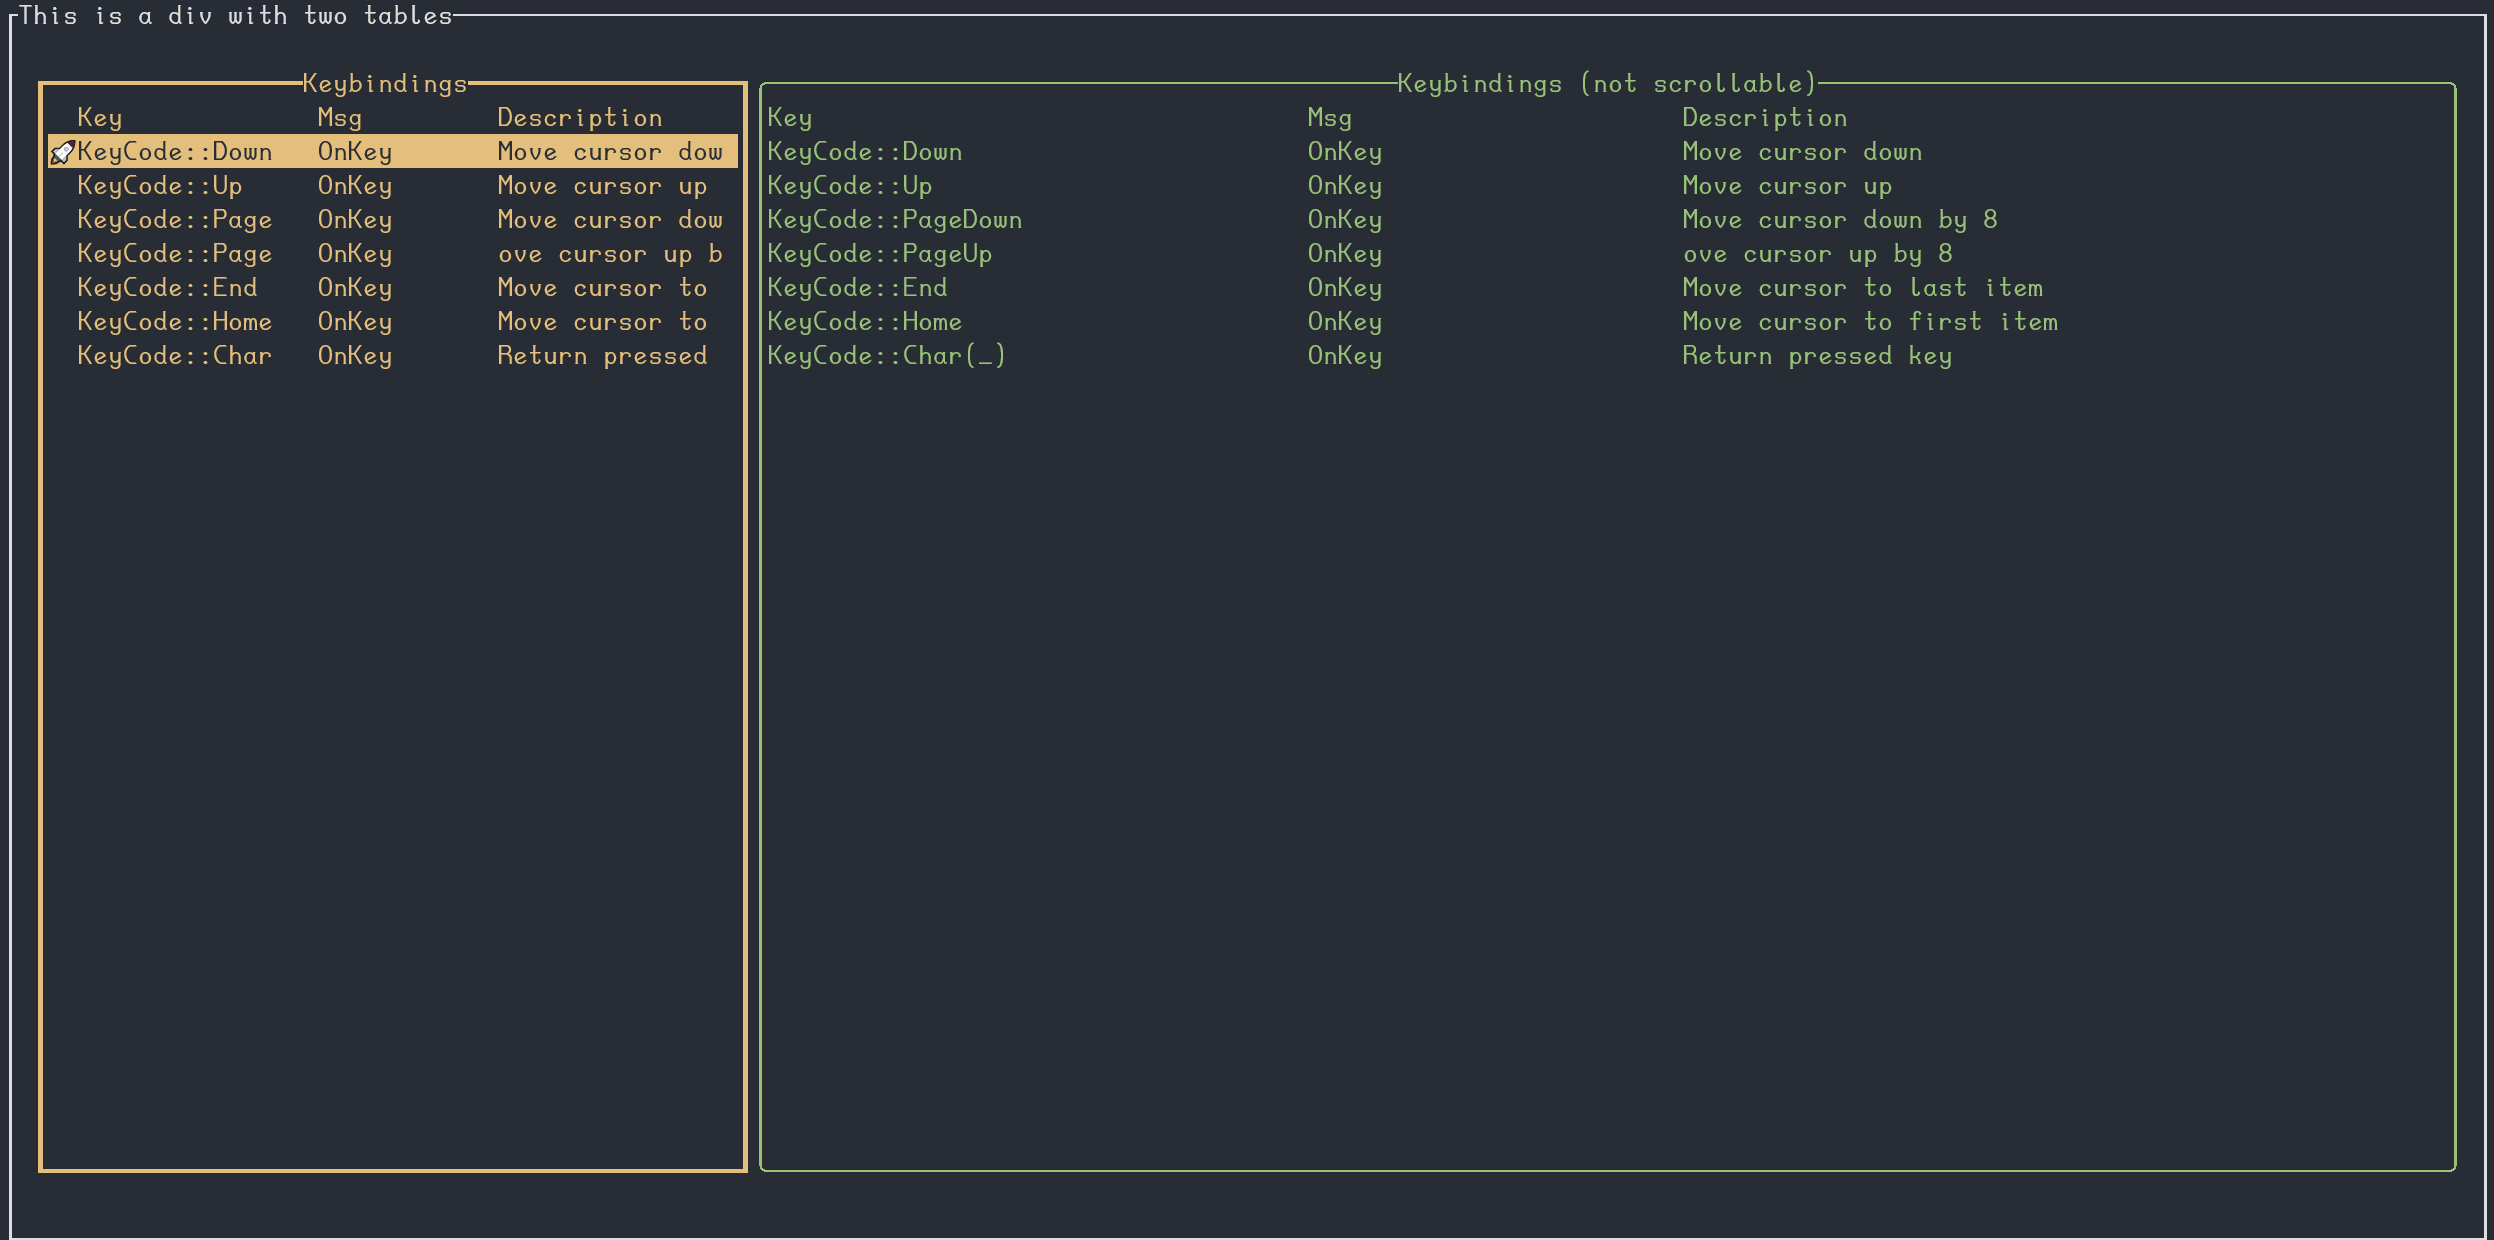 This is a div with two tables
Keybindings
Key Msg Description
🚀KeyCode::Down OnKey Move cursor dow
KeyCode::Up OnKey Move cursor up
KeyCode::Page OnKey Move cursor dow
KeyCode::Page OnKey ove cursor up b
KeyCode::End OnKey Move cursor to
KeyCode::Home OnKey Move cursor to
KeyCode::Char OnKey Return pressed
Keybindings (not scrollable)
Key Msg Description
KeyCode::Down OnKey Move cursor down
KeyCode::Up OnKey Move cursor up
KeyCode::PageDown OnKey Move cursor down by 8
KeyCode::PageUp OnKey ove cursor up by 8
KeyCode::End OnKey Move cursor to last item
KeyCode::Home OnKey Move cursor to first item
KeyCode::Char(_) OnKey Return pressed key